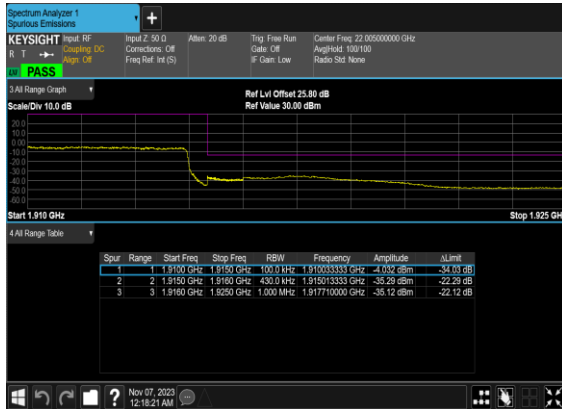 Spectrum Analyzer 1
Spurious Emissions
+
KEYSIGHT Input: RF Input Z: 50 Ω Atten: 20 dB Trig: Free Run Center Freq: 22.005000000 GHz
R T Coupling: DC Corrections: Off Gate: Off Avg|Hold: 100/100
Align: Off Freq Ref: Int (S) IF Gain: Low Radio Std: None
PASS
3 All Range Graph Ref Lvl Offset 25.80 dB
Scale/Div 10.0 dB Ref Value 30.00 dBm
20.0
10.0
0.00
-10.0
-20.0
-30.0
-40.0
-50.0
-60.0
Start 1.910 GHz Stop 1.925 GH
4 All Range Table
Spur Range Start Freq Stop Freq RBW Frequency Amplitude ΔLimit
1 1 1.9100 GHz 1.9150 GHz 100.0 kHz 1.910033333 GHz -4.032 dBm -34.03 dB
2 2 1.9150 GHz 1.9160 GHz 430.0 kHz 1.915013333 GHz -35.29 dBm -22.29 dB
3 3 1.9160 GHz 1.9250 GHz 1.000 MHz 1.917710000 GHz -35.12 dBm -22.12 dB
? Nov 07, 2023
12:18:21 AM